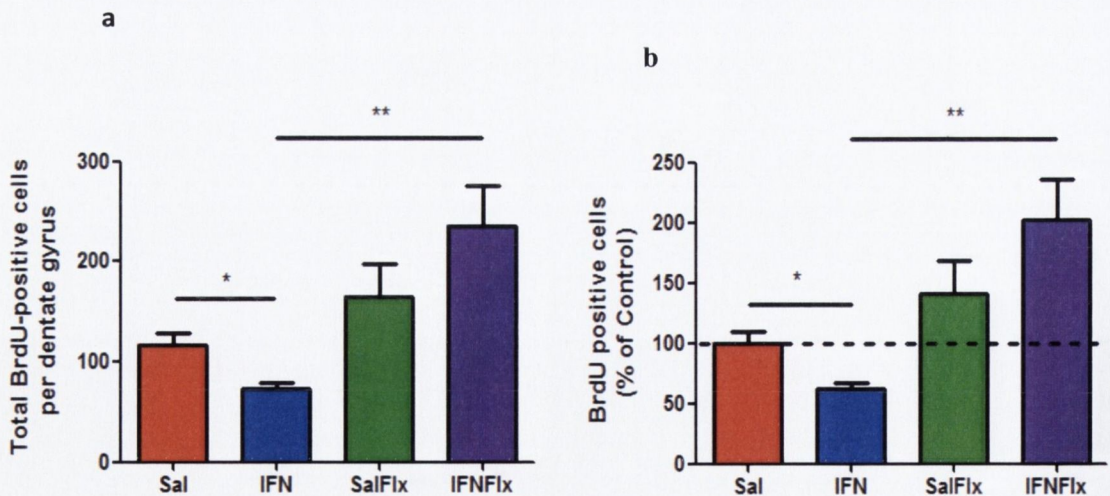 a
**
300
200
100
0
*
Total BrdU-positive cells
per dentate gyrus
Sal
IFN
SalFlx
IFNFlx
b
**
250
200
150
100
50
0
*
BrdU positive cells
(% of Control)
Sal
IFN
SalFlx
IFNFlx